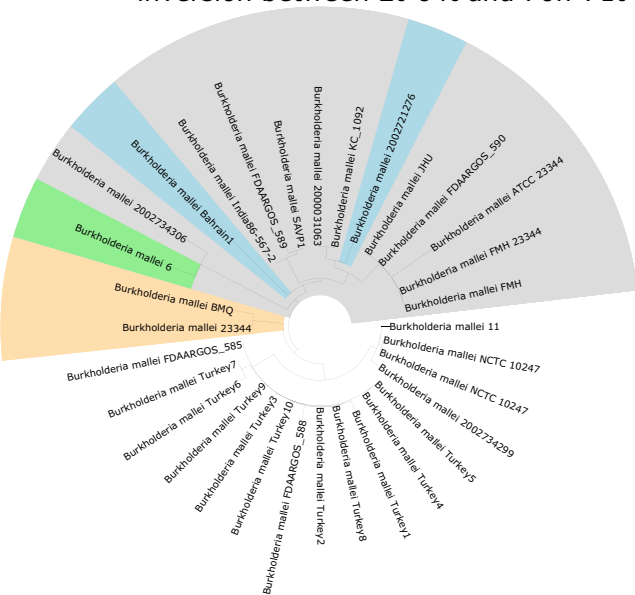 Burkholderia mallei 2002734306
Burkholderia mallei Bahrain1
Burkholderia mallei India86-567-2
Burkholderia mallei FDAARGOS_589
Burkholderia mallei SAVP1
Burkholderia mallei 2000031063
Burkholderia mallei KC_1092
Burkholderia mallei 2002721276
Burkholderia mallei JHU
Burkholderia mallei FDAARGOS_590
Burkholderia mallei ATCC 23344
Burkholderia mallei FMH 23344
Burkholderia mallei FMH
Burkholderia mallei 6
Burkholderia mallei BMQ
Burkholderia mallei 23344
Burkholderia mallei 11
Burkholderia mallei NCTC 10247
Burkholderia mallei NCTC 10247
Burkholderia mallei 2002734299
Burkholderia mallei Turkey5
Burkholderia mallei Turkey4
Burkholderia mallei Turkey1
Burkholderia mallei Turkey8
Burkholderia mallei Turkey2
Burkholderia mallei FDAARGOS_588
Burkholderia mallei Turkey10
Burkholderia mallei Turkey3
Burkholderia mallei Turkey9
Burkholderia mallei Turkey6
Burkholderia mallei Turkey7
Burkholderia mallei FDAARGOS_585